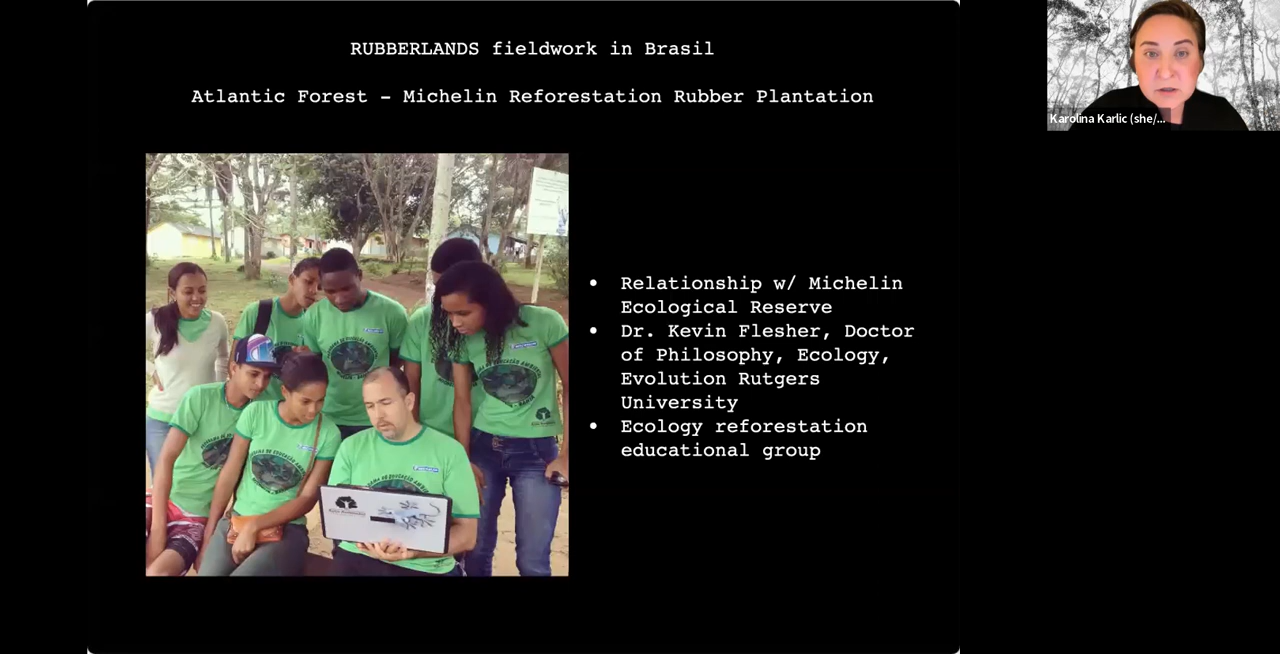 RUBBERLANDS fieldwork in Brasil
Atlantic Forest – Michelin Reforestation Rubber Plantation
• Relationship w/ Michelin
Ecological Reserve
• Dr. Kevin Flesher, Doctor
of Philosophy, Ecology,
Evolution Rutgers
University
• Ecology reforestation
educational group
Karolina Karlic (she/...